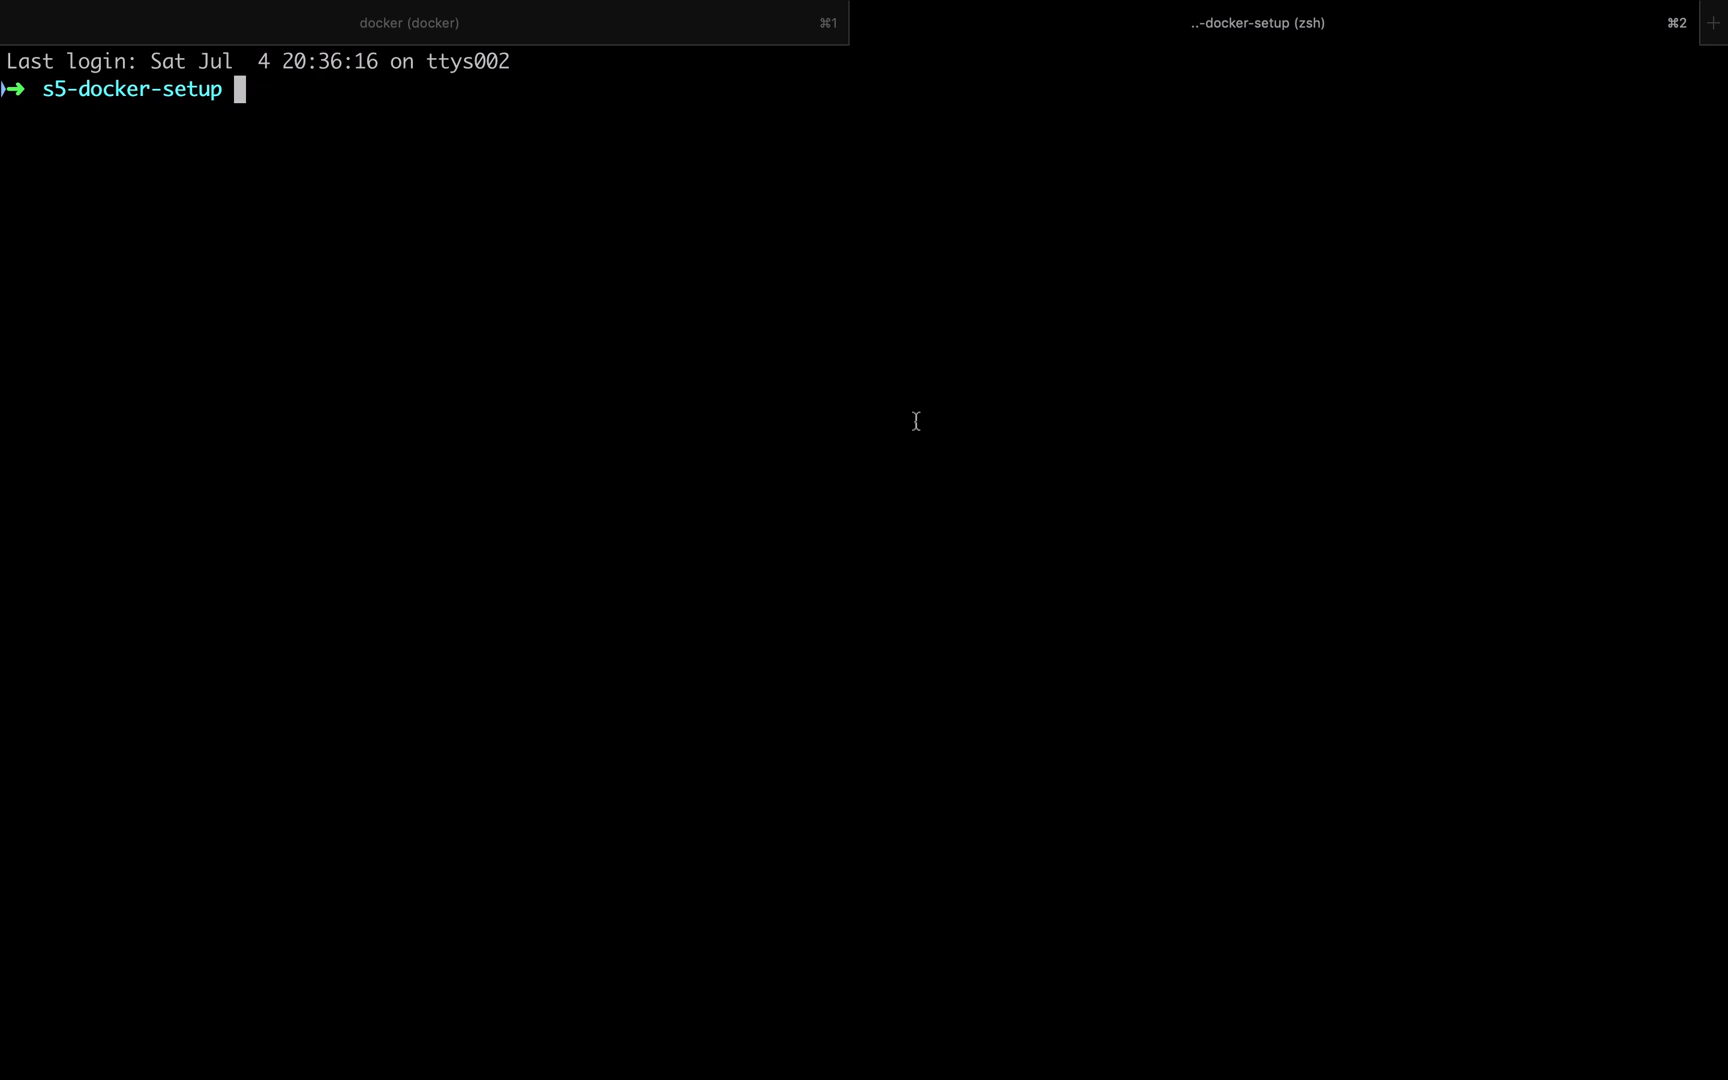 docker (docker) ⌘1 ..-docker-setup (zsh) ⌘2 +
Last login: Sat Jul  4 20:36:16 on ttys002
➜ s5-docker-setup